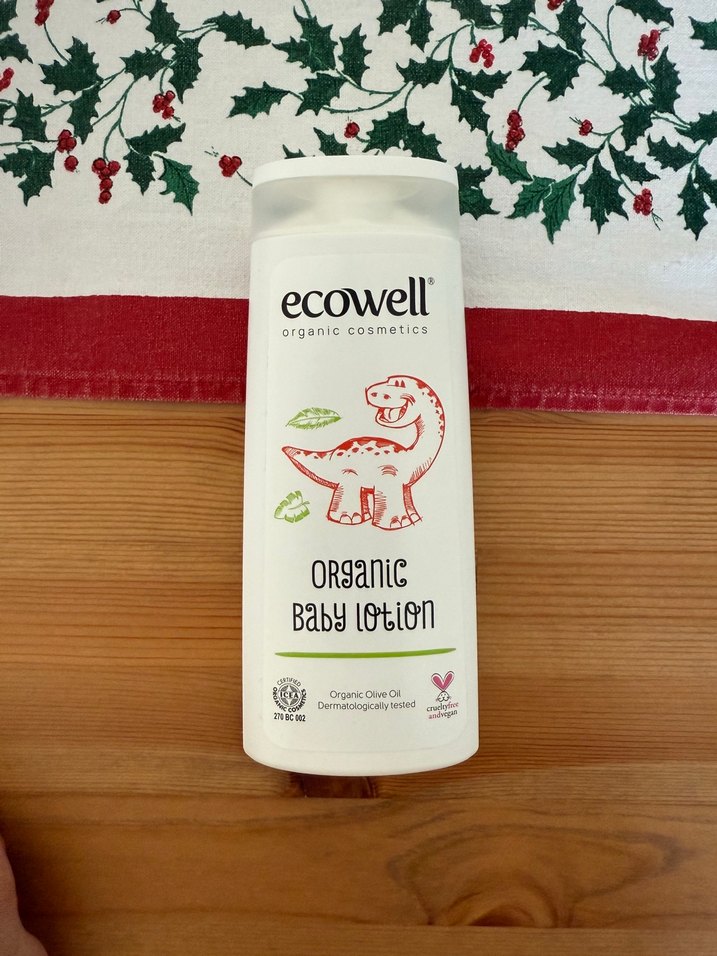 ecowell®
organic cosmetics
ORGANIC
Baby lotion
CERTIFIED
ICEA
ORGANIC COSMETICS
270 BC 002
Organic Olive Oil
Dermatologically tested
crueltyfree
andvegan